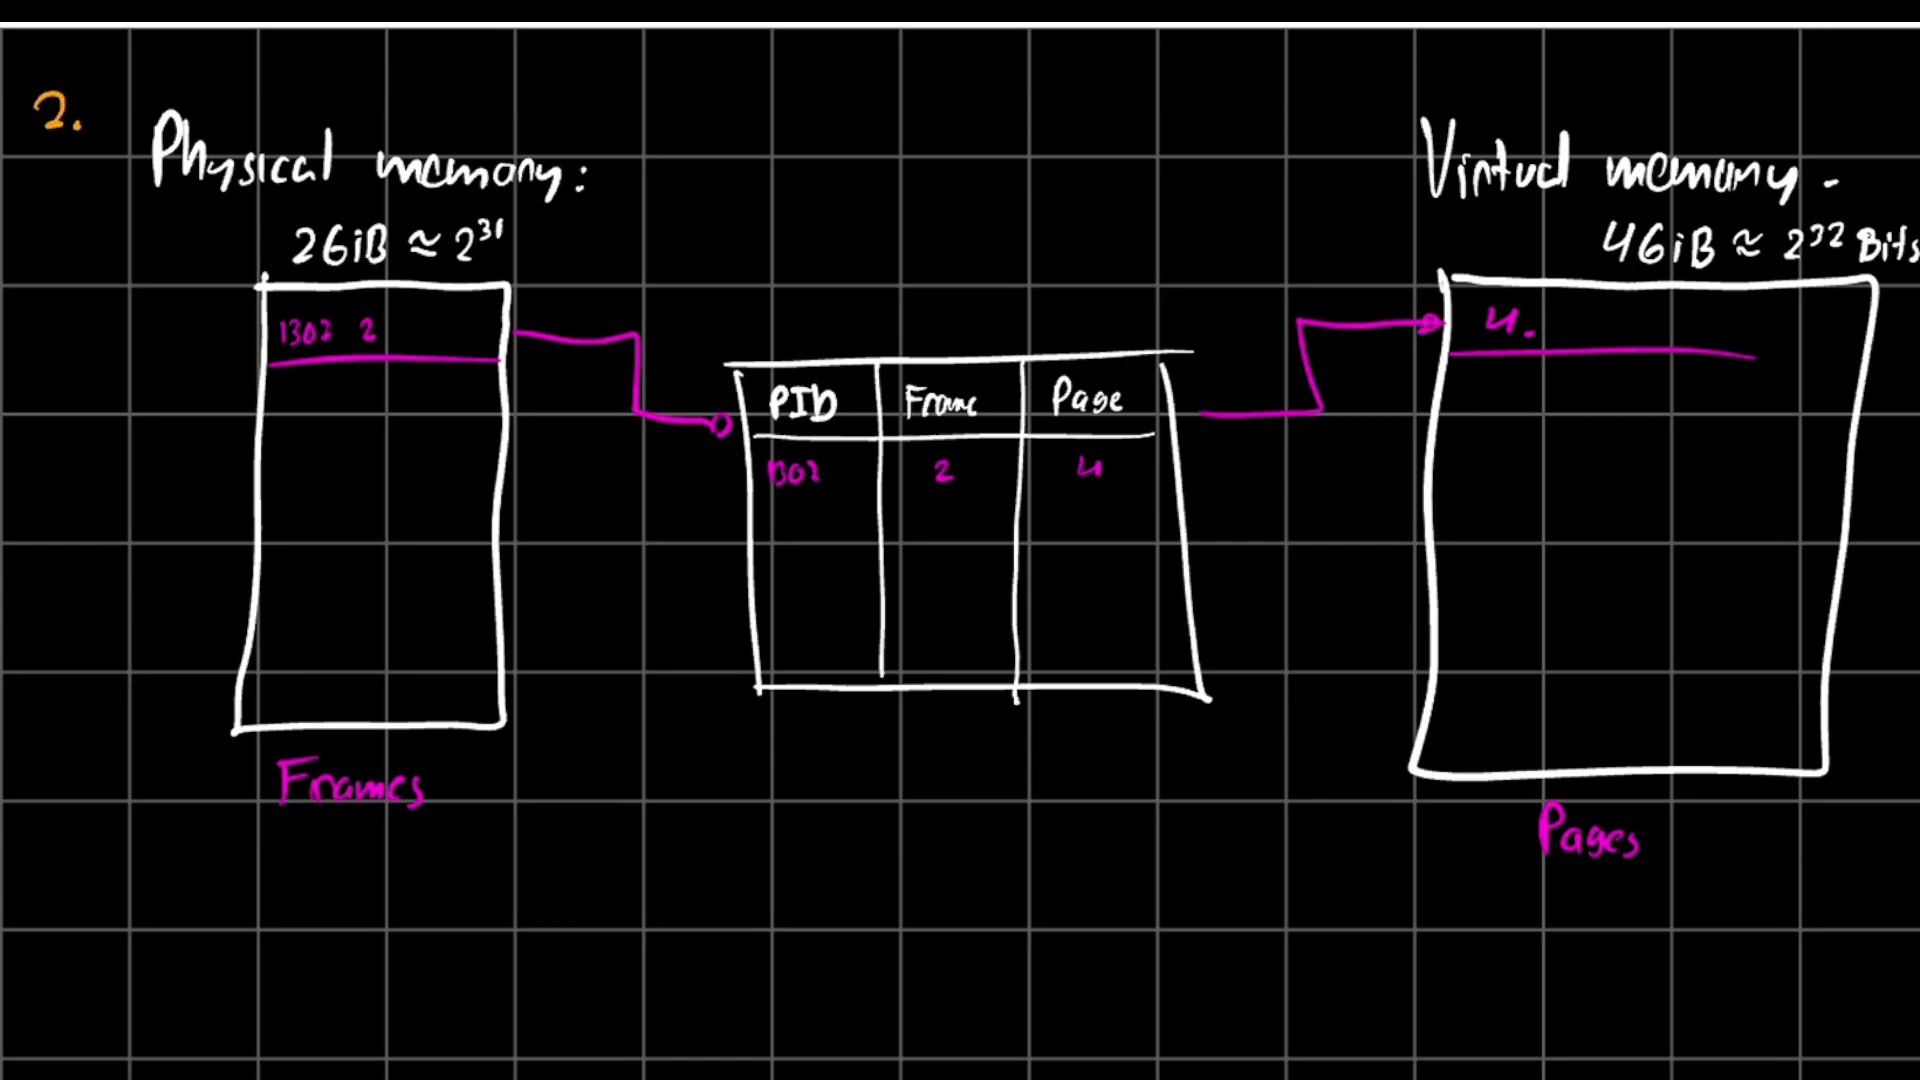 2.
Physical memory:
2GiB ≈ 2³¹
1302 2
Frames
PID Frame Page
1302 2 4
Virtual memory -
4GiB ≈ 2³² Bits
4.
Pages